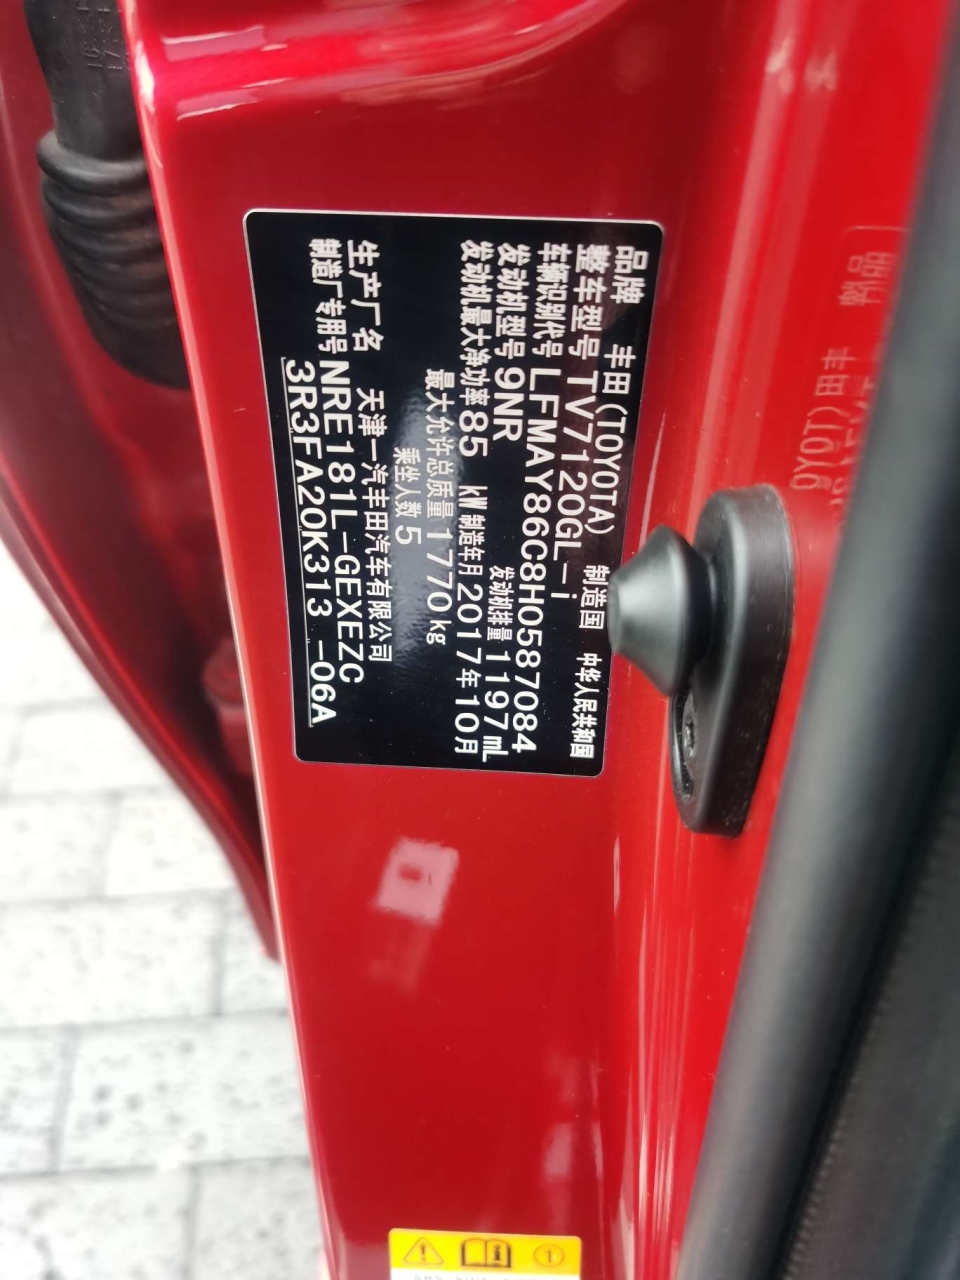 品牌 丰田(TOYOTA) 制造国 中华人民共和国
整车型号 TV7120GL-i
车辆识别代号 LFMAY86C8H0587084
发动机型号 9NR 发动机排量 1197mL
发动机最大净功率 85 kW 制造年月 2017年10月
最大允许总质量 1770kg
乘坐人数 5
生产厂名 天津一汽丰田汽车有限公司
制造厂专用号 NRE181L-GEXEZC
3R3FA20K313 -06A